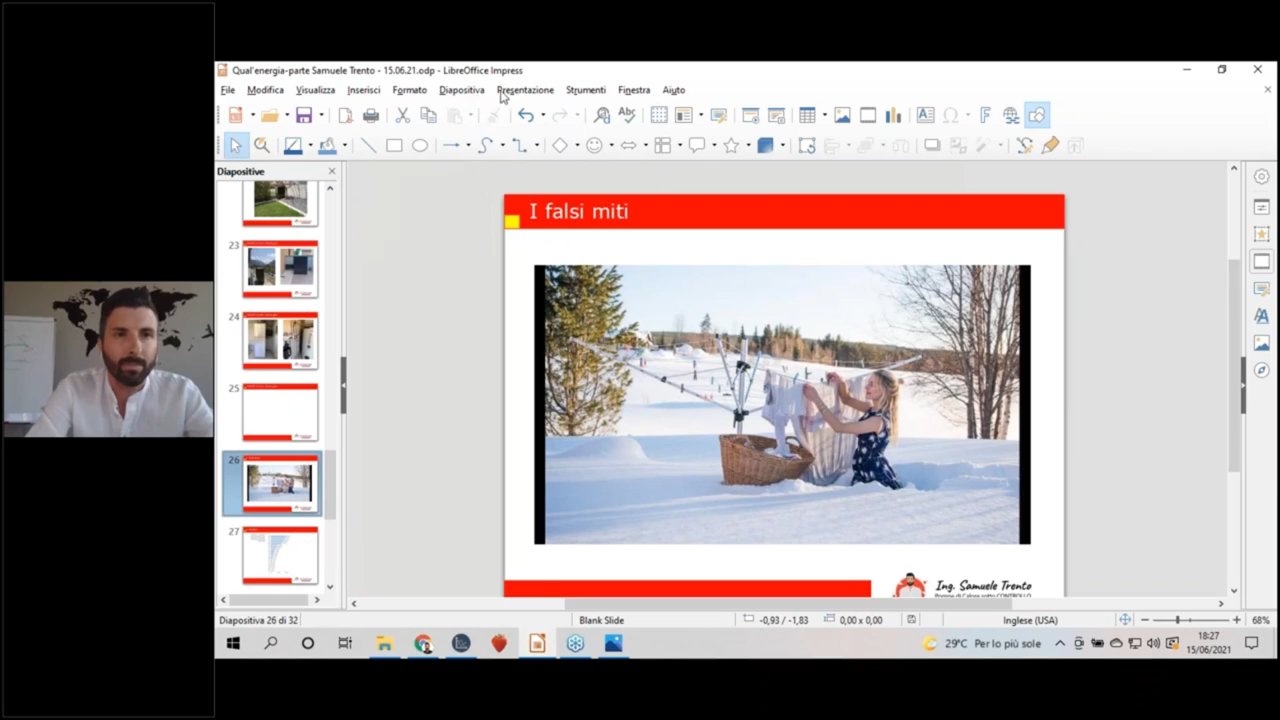 Qual'energia-parte Samuele Trento - 15.06.21.odp - LibreOffice Impress
File Modifica Visualizza Inserisci Formato Diapositiva Presentazione Strumenti Finestra Aiuto
Diapositive
23
24
25
26
27
I falsi miti
Ing. Samuele Trento
Diapositiva 26 di 32
Blank Slide
-0,93 / -1,83
0,00 x 0,00
Inglese (USA)
68%
29°C Per lo più sole
18:27
15/06/2021